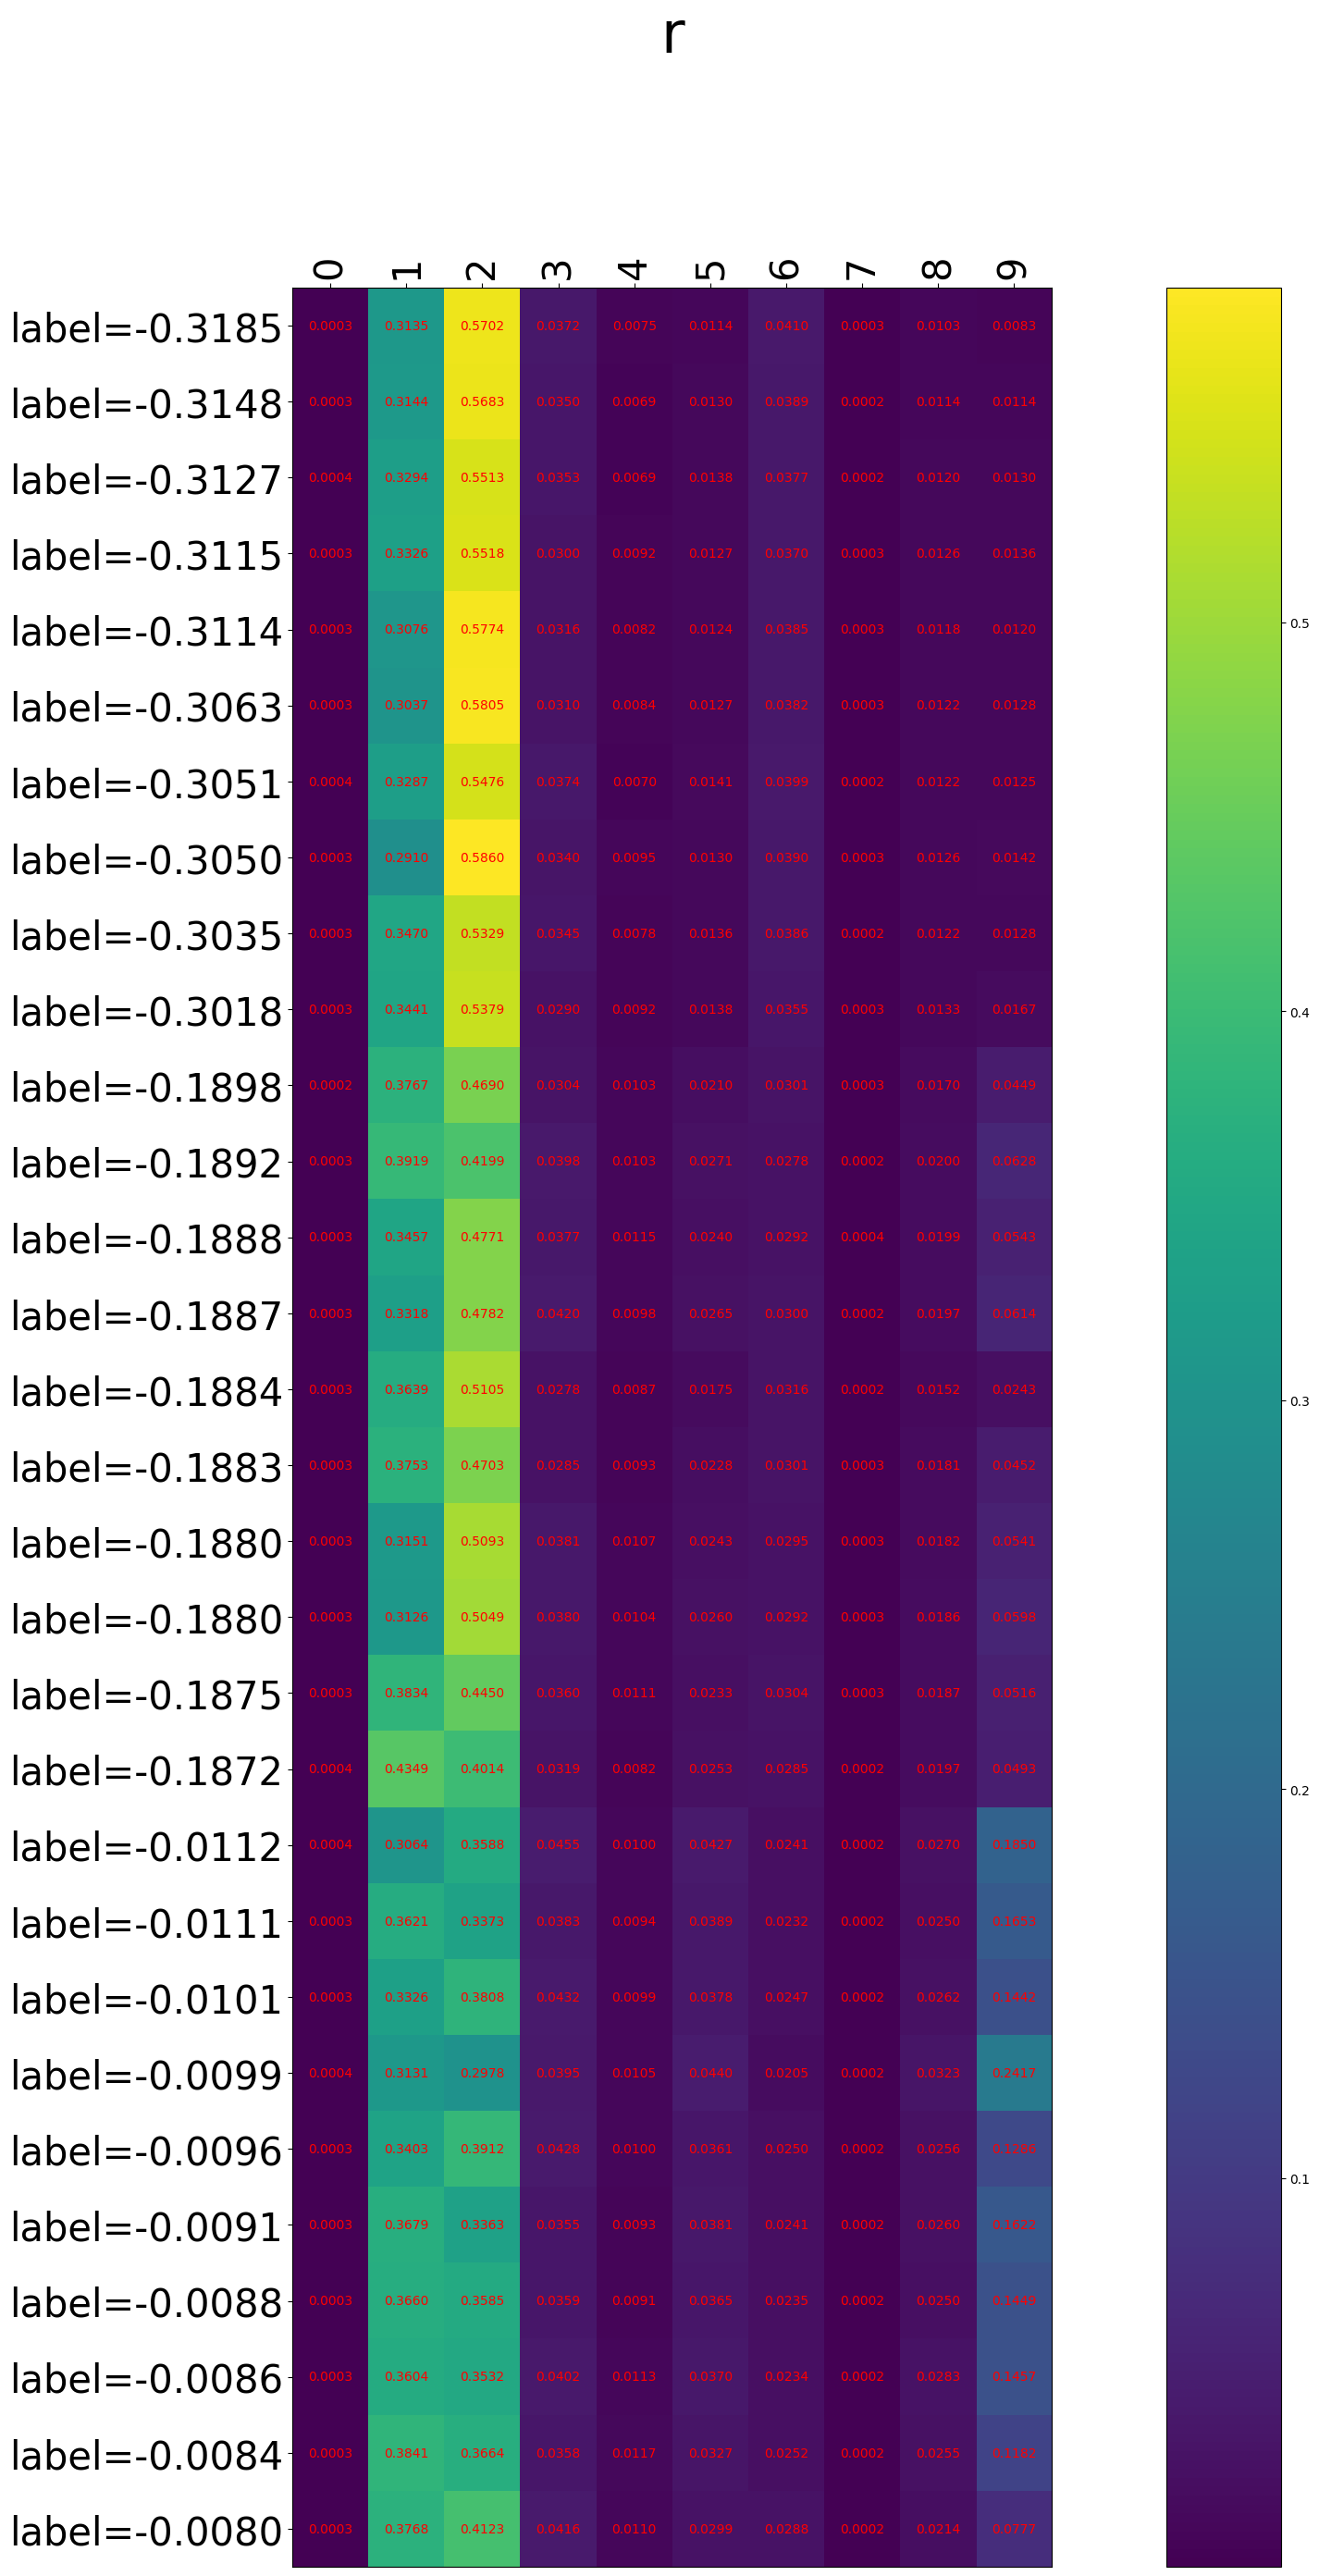 r
0 1 2 3 4 5 6 7 8 9
label=-0.3185 0.0003 0.3135 0.5702 0.0372 0.0075 0.0114 0.0410 0.0003 0.0103 0.0083
label=-0.3148 0.0003 0.3144 0.5683 0.0350 0.0069 0.0130 0.0389 0.0002 0.0114 0.0114
label=-0.3127 0.0004 0.3294 0.5513 0.0353 0.0069 0.0138 0.0377 0.0002 0.0120 0.0130
label=-0.3115 0.0003 0.3326 0.5518 0.0300 0.0092 0.0127 0.0370 0.0003 0.0126 0.0136
label=-0.3114 0.0003 0.3076 0.5774 0.0316 0.0082 0.0124 0.0385 0.0003 0.0118 0.0120
label=-0.3063 0.0003 0.3037 0.5805 0.0310 0.0084 0.0127 0.0382 0.0003 0.0122 0.0128
label=-0.3051 0.0004 0.3287 0.5476 0.0374 0.0070 0.0141 0.0399 0.0002 0.0122 0.0125
label=-0.3050 0.0003 0.2910 0.5860 0.0340 0.0095 0.0130 0.0390 0.0003 0.0126 0.0142
label=-0.3035 0.0003 0.3470 0.5329 0.0345 0.0078 0.0136 0.0386 0.0002 0.0122 0.0128
label=-0.3018 0.0003 0.3441 0.5379 0.0290 0.0092 0.0138 0.0355 0.0003 0.0133 0.0167
label=-0.1898 0.0002 0.3767 0.4690 0.0304 0.0103 0.0210 0.0301 0.0003 0.0170 0.0449
label=-0.1892 0.0003 0.3919 0.4199 0.0398 0.0103 0.0271 0.0278 0.0002 0.0200 0.0628
label=-0.1888 0.0003 0.3457 0.4771 0.0377 0.0115 0.0240 0.0292 0.0004 0.0199 0.0543
label=-0.1887 0.0003 0.3318 0.4782 0.0420 0.0098 0.0265 0.0300 0.0002 0.0197 0.0614
label=-0.1884 0.0003 0.3639 0.5105 0.0278 0.0087 0.0175 0.0316 0.0002 0.0152 0.0243
label=-0.1883 0.0003 0.3753 0.4703 0.0285 0.0093 0.0228 0.0301 0.0003 0.0181 0.0452
label=-0.1880 0.0003 0.3151 0.5093 0.0381 0.0107 0.0243 0.0295 0.0003 0.0182 0.0541
label=-0.1880 0.0003 0.3126 0.5049 0.0380 0.0104 0.0260 0.0292 0.0003 0.0186 0.0598
label=-0.1875 0.0003 0.3834 0.4450 0.0360 0.0111 0.0233 0.0304 0.0003 0.0187 0.0516
label=-0.1872 0.0004 0.4349 0.4014 0.0319 0.0082 0.0253 0.0285 0.0002 0.0197 0.0493
label=-0.0112 0.0004 0.3064 0.3588 0.0455 0.0100 0.0427 0.0241 0.0002 0.0270 0.1850
label=-0.0111 0.0003 0.3621 0.3373 0.0383 0.0094 0.0389 0.0232 0.0002 0.0250 0.1653
label=-0.0101 0.0003 0.3326 0.3808 0.0432 0.0099 0.0378 0.0247 0.0002 0.0262 0.1442
label=-0.0099 0.0004 0.3131 0.2978 0.0395 0.0105 0.0440 0.0205 0.0002 0.0323 0.2417
label=-0.0096 0.0003 0.3403 0.3912 0.0428 0.0100 0.0361 0.0250 0.0002 0.0256 0.1286
label=-0.0091 0.0003 0.3679 0.3363 0.0355 0.0093 0.0381 0.0241 0.0002 0.0260 0.1622
label=-0.0088 0.0003 0.3660 0.3585 0.0359 0.0091 0.0365 0.0235 0.0002 0.0250 0.1449
label=-0.0086 0.0003 0.3604 0.3532 0.0402 0.0113 0.0370 0.0234 0.0002 0.0283 0.1457
label=-0.0084 0.0003 0.3841 0.3664 0.0358 0.0117 0.0327 0.0252 0.0002 0.0255 0.1182
label=-0.0080 0.0003 0.3768 0.4123 0.0416 0.0110 0.0299 0.0288 0.0002 0.0214 0.0777
0.5
0.4
0.3
0.2
0.1